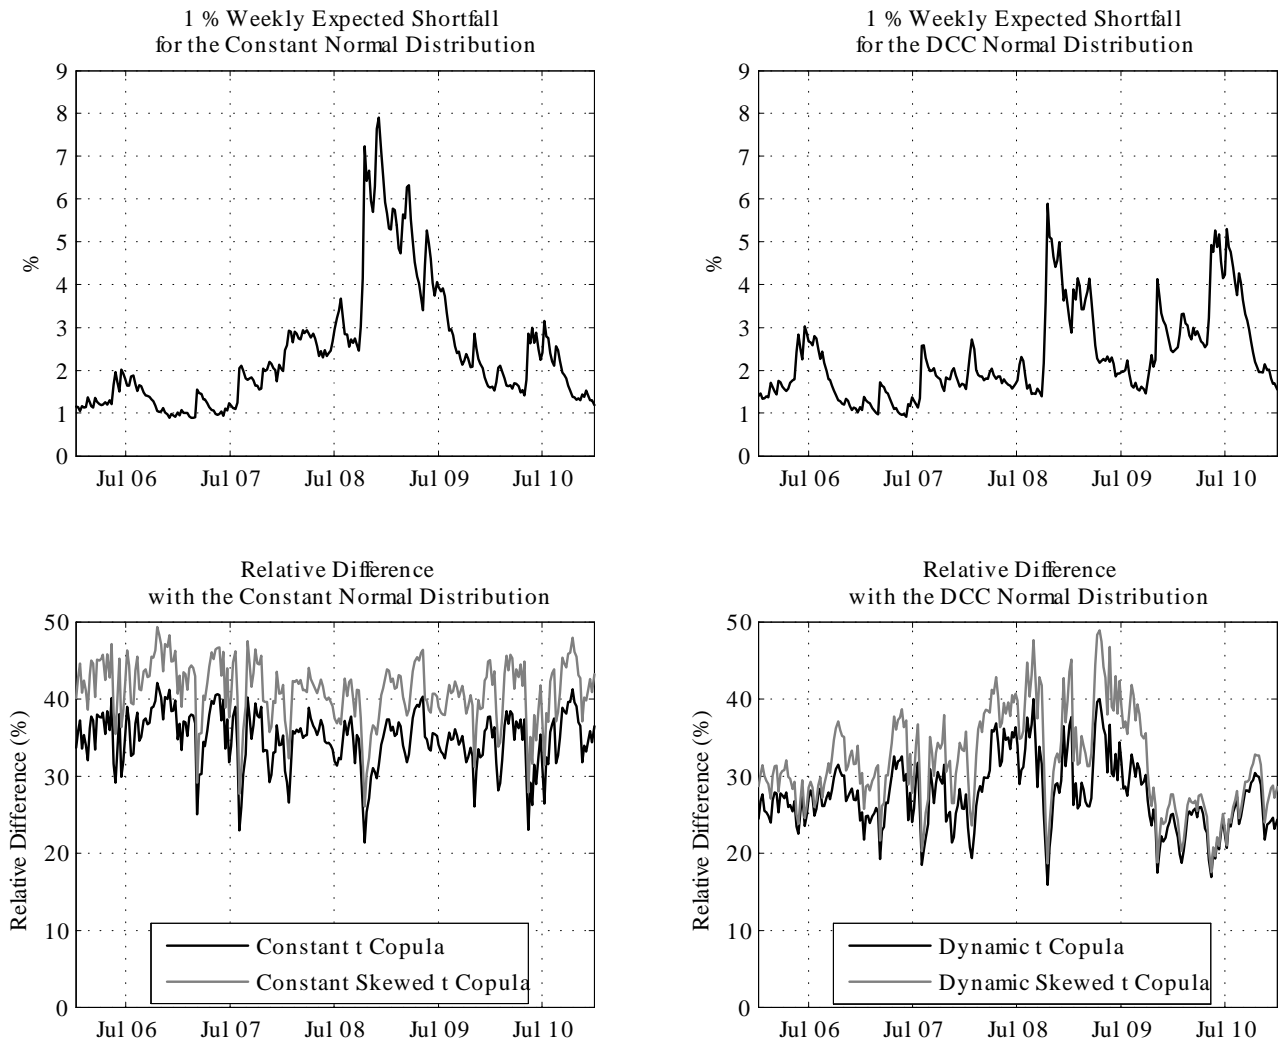 1 % Weekly Expected Shortfall
for the Constant Normal Distribution
9
8
7
6
5
4
3
2
1
0
%
Jul 06 Jul 07 Jul 08 Jul 09 Jul 10
1 % Weekly Expected Shortfall
for the DCC Normal Distribution
9
8
7
6
5
4
3
2
1
0
%
Jul 06 Jul 07 Jul 08 Jul 09 Jul 10
Relative Difference
with the Constant Normal Distribution
50
40
30
20
10
0
Relative Difference (%)
Constant t Copula
Constant Skewed t Copula
Jul 06 Jul 07 Jul 08 Jul 09 Jul 10
Relative Difference
with the DCC Normal Distribution
50
40
30
20
10
0
Relative Difference (%)
Dynamic t Copula
Dynamic Skewed t Copula
Jul 06 Jul 07 Jul 08 Jul 09 Jul 10